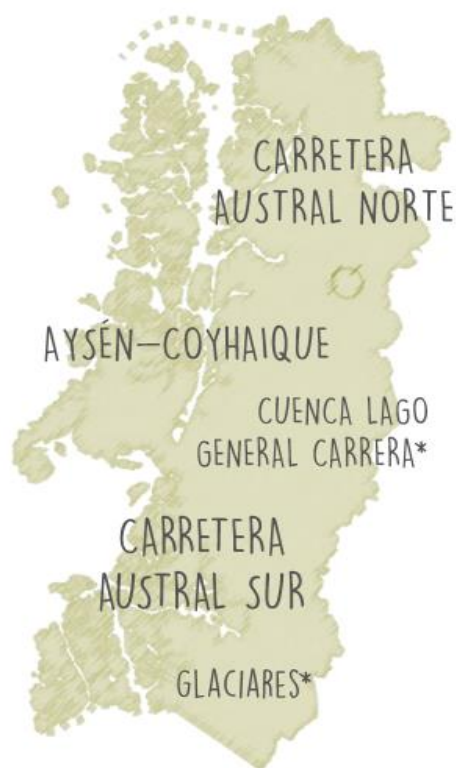 CARRETERA
AUSTRAL NORTE
AYSÉN–COYHAIQUE
CUENCA LAGO
GENERAL CARRERA*
CARRETERA
AUSTRAL SUR
GLACIARES*